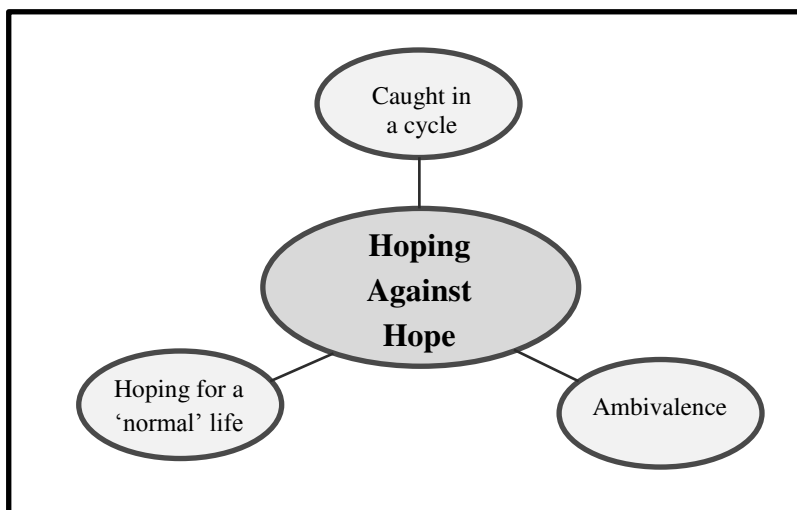 Caught in
a cycle
Hoping
Against
Hope
Hoping for a
‘normal’ life
Ambivalence